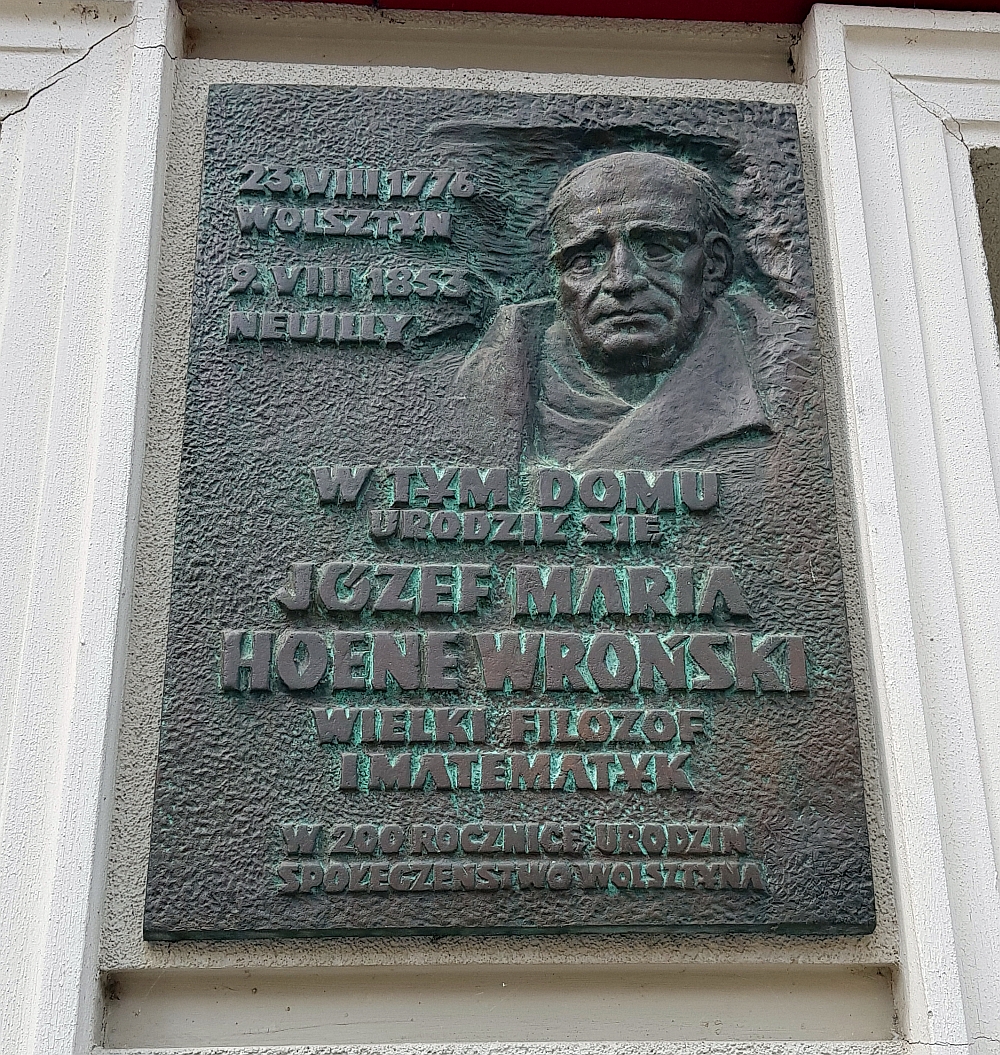 23.VIII 1776
WOLSZTYN
9.VIII 1853
NEUILLY
W TYM DOMU
URODZIŁ SIĘ
JÓZEF MARIA
HOENE WROŃSKI
WIELKI FILOZOF
I MATEMATYK
W 200 ROCZNICĘ URODZIN
SPOŁECZEŃSTWO WOLSZTYNA